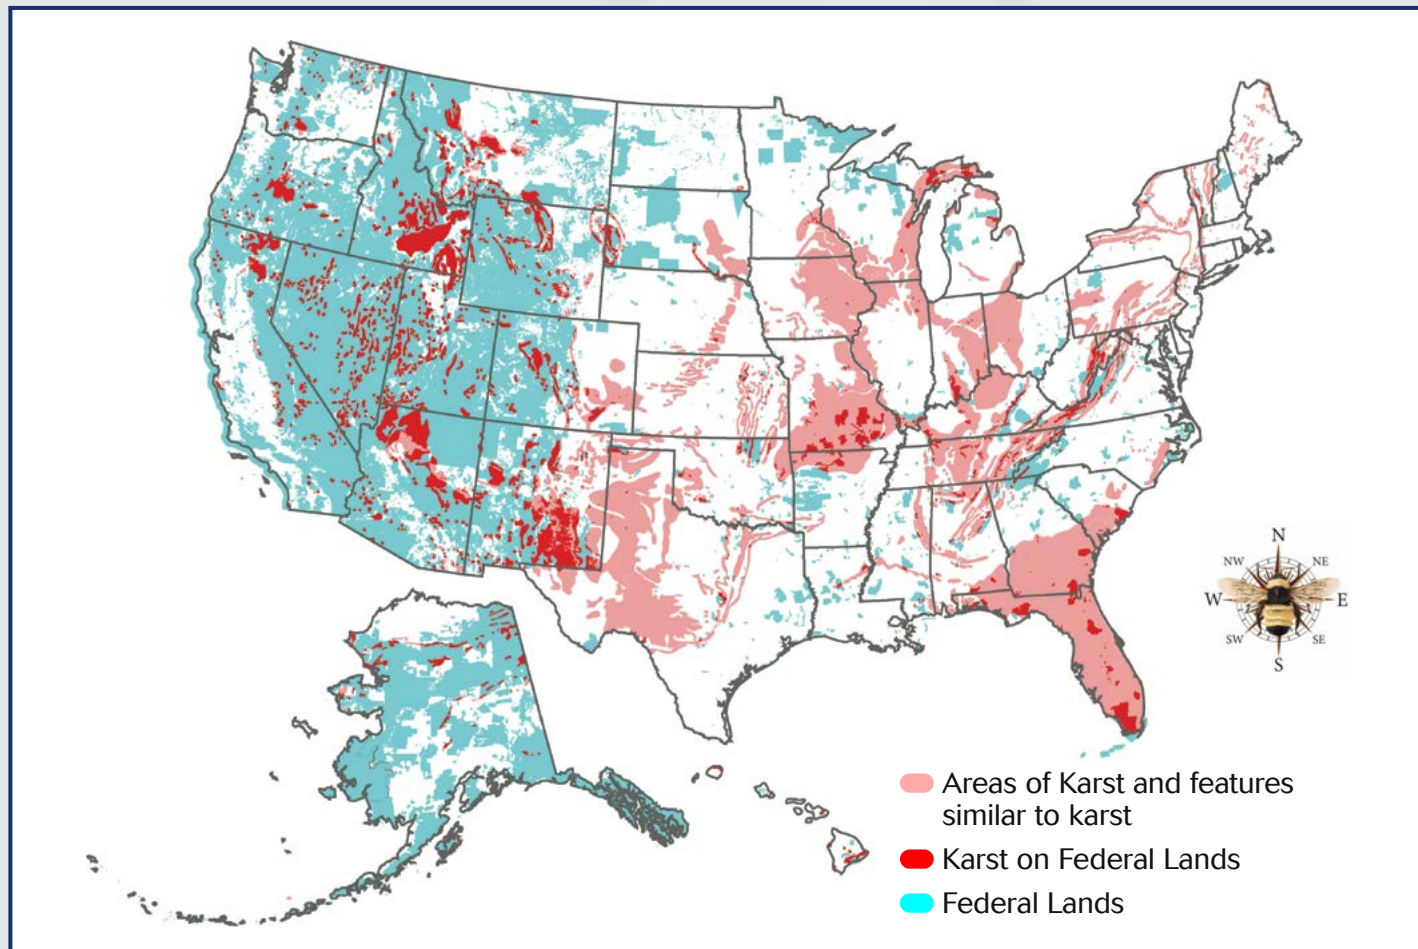 N
NW NE
W E
SW SE
S
Areas of Karst and features
similar to karst
Karst on Federal Lands
Federal Lands